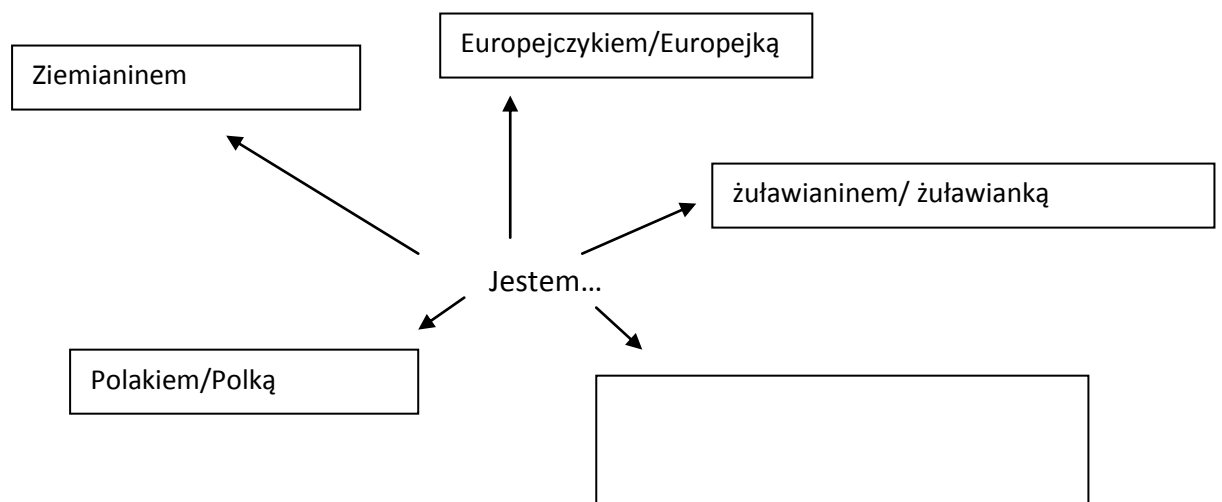 Europejczykiem/Europejką
Ziemianinem
żuławianinem/ żuławianką
Jestem…
Polakiem/Polką